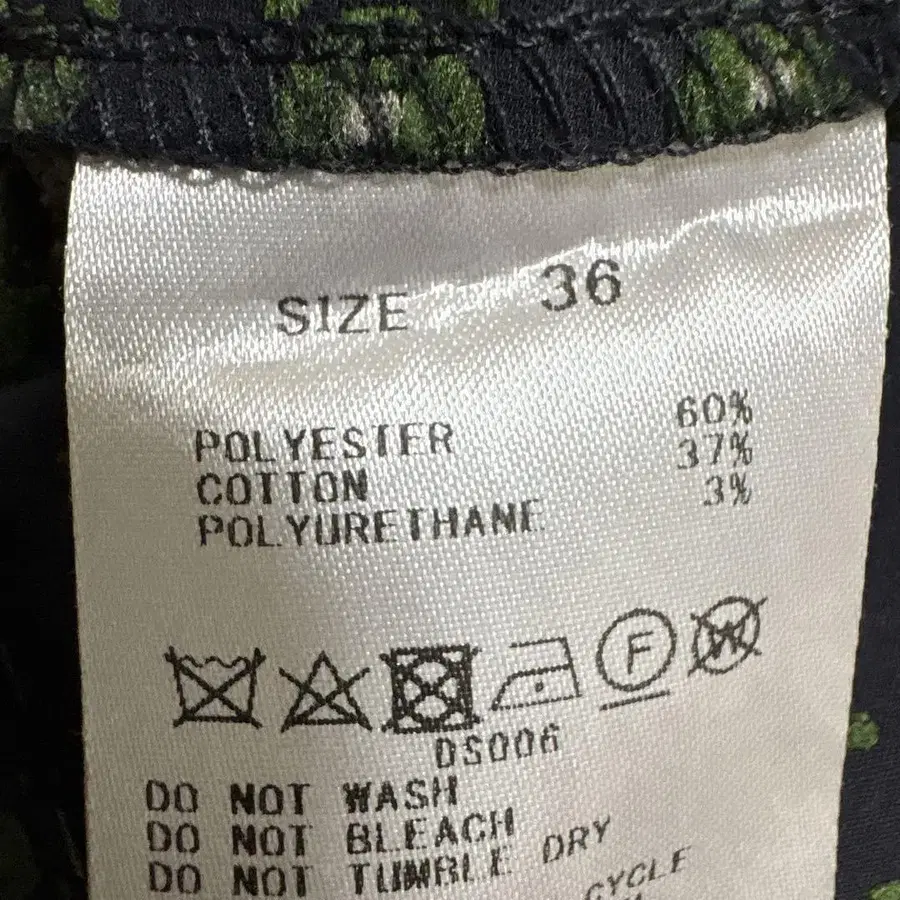 SIZE 36
POLYESTER 60%
COTTON 37%
POLYURETHANE 3%
F W
DS006
DO NOT WASH
DO NOT BLEACH
DO NOT TUMBLE DRY
CYCLE